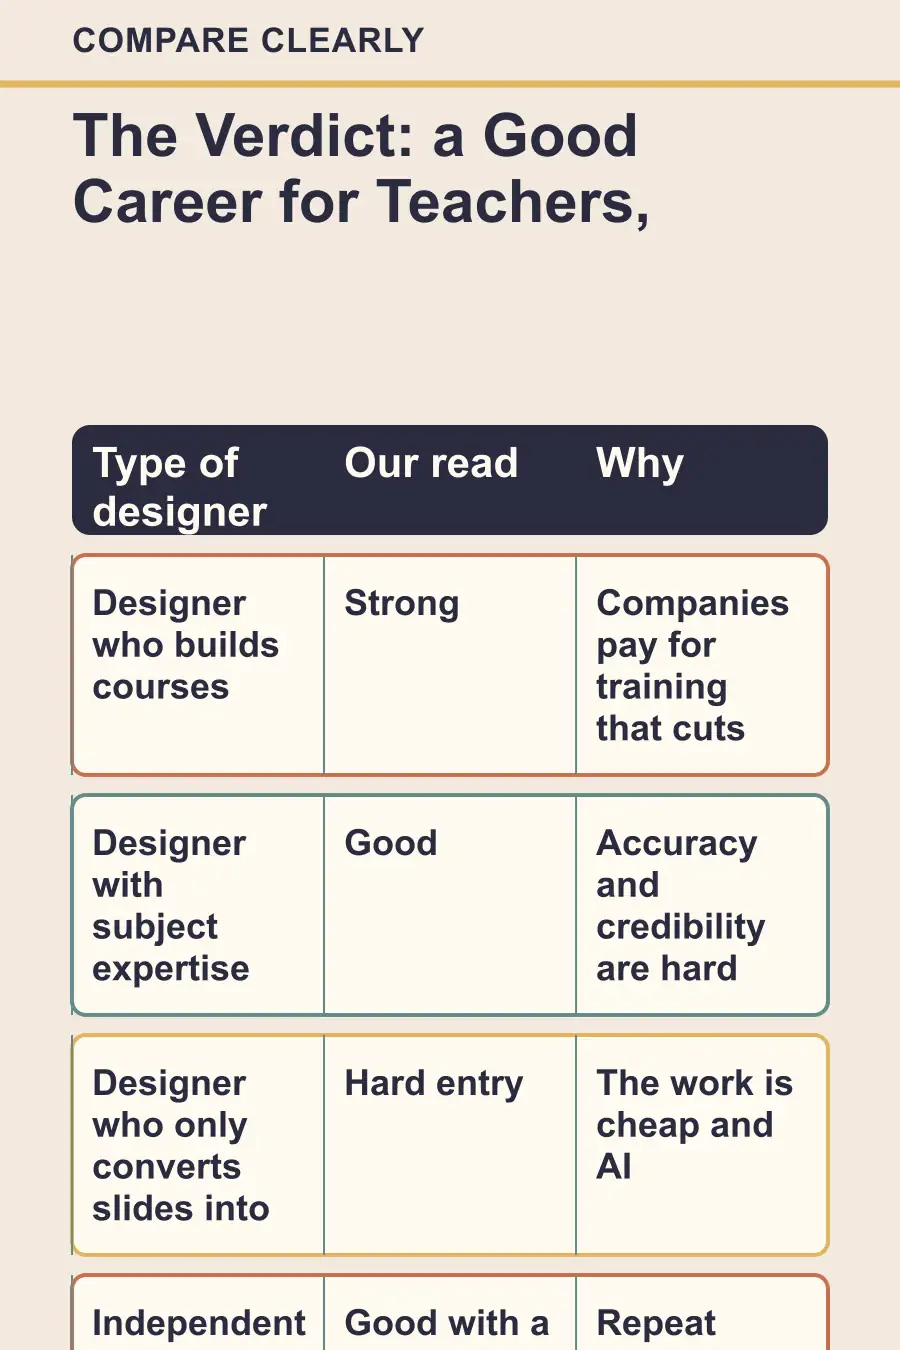 COMPARE CLEARLY
The Verdict: a Good
Career for Teachers,
Type of
designer
Our read
Why
Designer
who builds
courses
Strong
Companies
pay for
training
that cuts
Designer
with
subject
expertise
Good
Accuracy
and
credibility
are hard
Designer
who only
converts
slides into
Hard entry
The work is
cheap and
AI
Independent
Good with a
Repeat